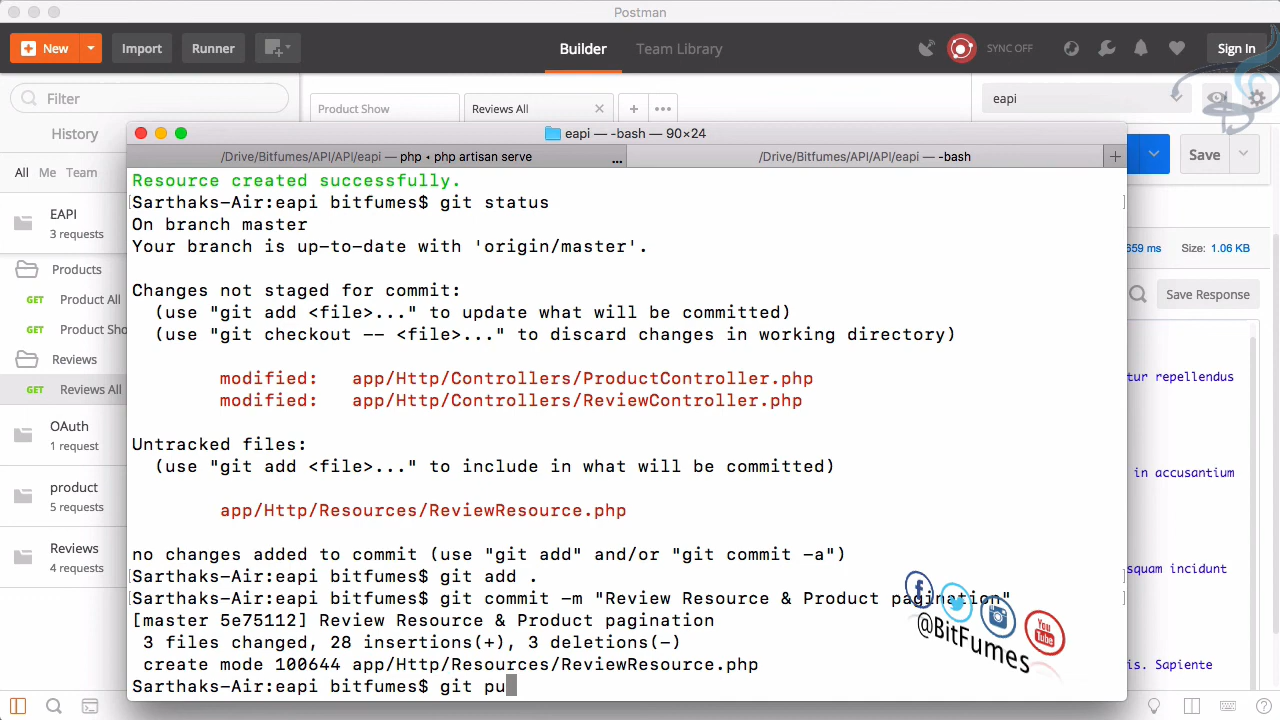 Postman
New
Import
Runner
Builder
Team Library
SYNC OFF
Sign In
Filter
Product Show
Reviews All
eapi
History
eapi — -bash — 90×24
All Me Team
/Drive/Bitfumes/API/API/eapi — php • php artisan serve ...
/Drive/Bitfumes/API/API/eapi — -bash
Save
EAPI
3 requests
Products
GET Product All
GET Product Sho
Reviews
GET Reviews All
OAuth
1 request
product
5 requests
Reviews
4 requests
Resource created successfully.
Sarthaks-Air:eapi bitfumes$ git status
On branch master
Your branch is up-to-date with 'origin/master'.
Changes not staged for commit:
(use "git add <file>..." to update what will be committed)
(use "git checkout -- <file>..." to discard changes in working directory)
modified: app/Http/Controllers/ProductController.php
modified: app/Http/Controllers/ReviewController.php
Untracked files:
(use "git add <file>..." to include in what will be committed)
app/Http/Resources/ReviewResource.php
no changes added to commit (use "git add" and/or "git commit -a")
Sarthaks-Air:eapi bitfumes$ git add .
Sarthaks-Air:eapi bitfumes$ git commit -m "Review Resource & Product pagination"
[master 5e75112] Review Resource & Product pagination
3 files changed, 28 insertions(+), 3 deletions(-)
create mode 100644 app/Http/Resources/ReviewResource.php
Sarthaks-Air:eapi bitfumes$ git pu
659 ms Size: 1.06 KB
Save Response
tur repellendus
in accusantium
squam incidunt
is. Sapiente
You
Tube
@BitFumes